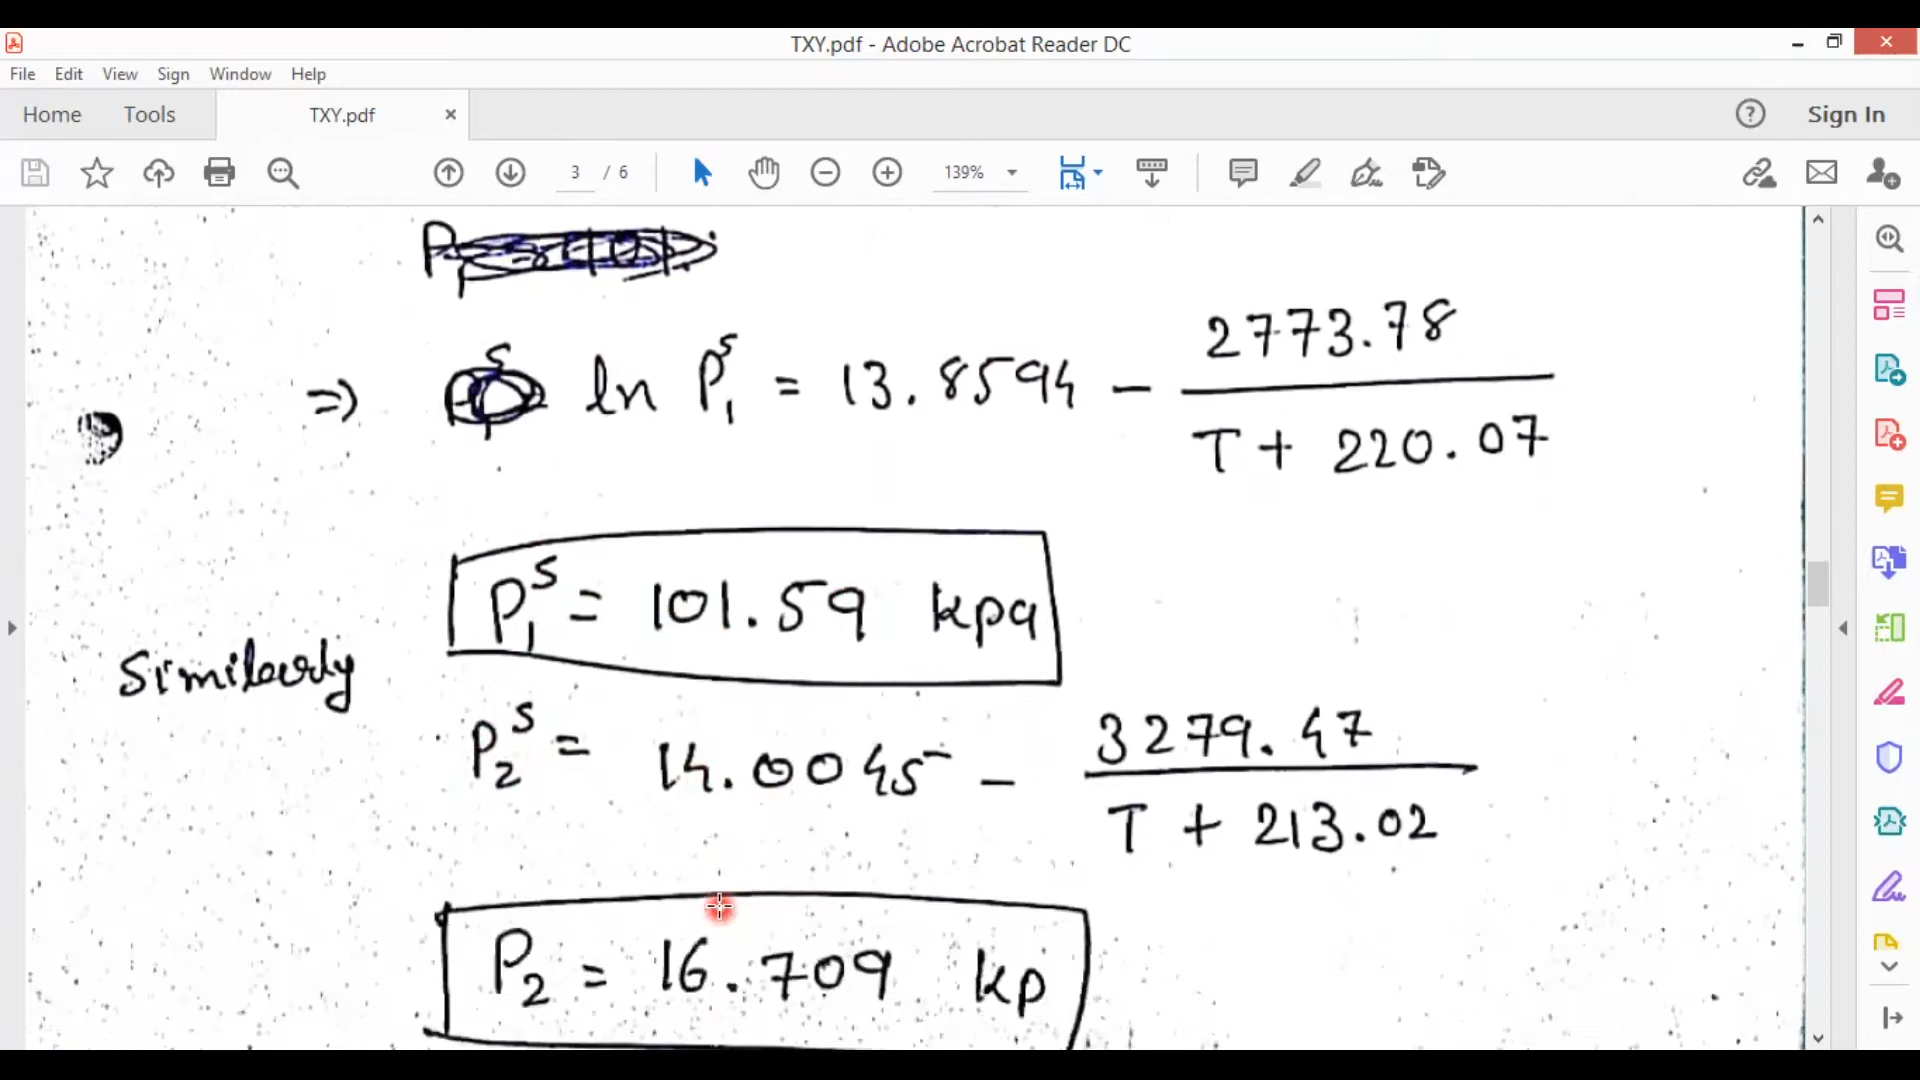 TXY.pdf - Adobe Acrobat Reader DC
File Edit View Sign Window Help
Home Tools TXY.pdf Sign In
3 / 6 139%
P
=> ln P₁ˢ = 13.8594 - 2773.78 / T + 220.07
P₁ˢ = 101.59 kpa
Similarly
P₂ˢ = 14.0045 - 3279.47 / T + 213.02
P₂ = 16.709 kp